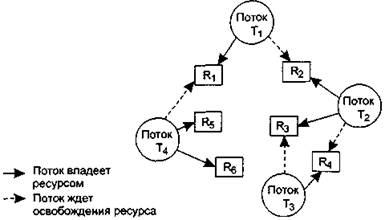 Поток
T1
R1
R2
Поток
T2
R5
R3
Поток
T4
R6
R4
Поток
T3
Поток владеет
ресурсом
Поток ждет
освобождения ресурса